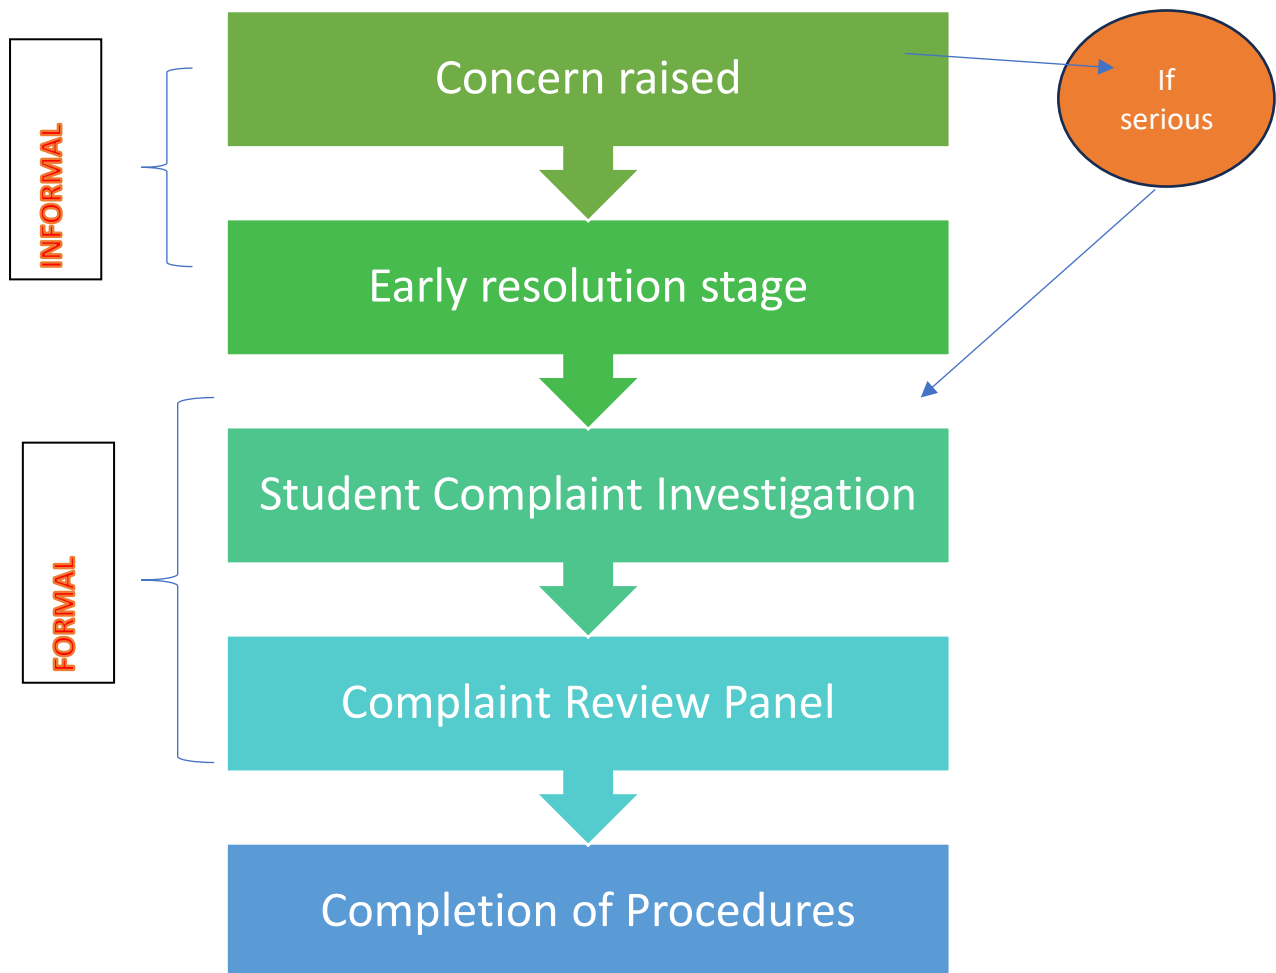 Concern raised
If
serious
INFORMAL
Early resolution stage
Student Complaint Investigation
FORMAL
Complaint Review Panel
Completion of Procedures